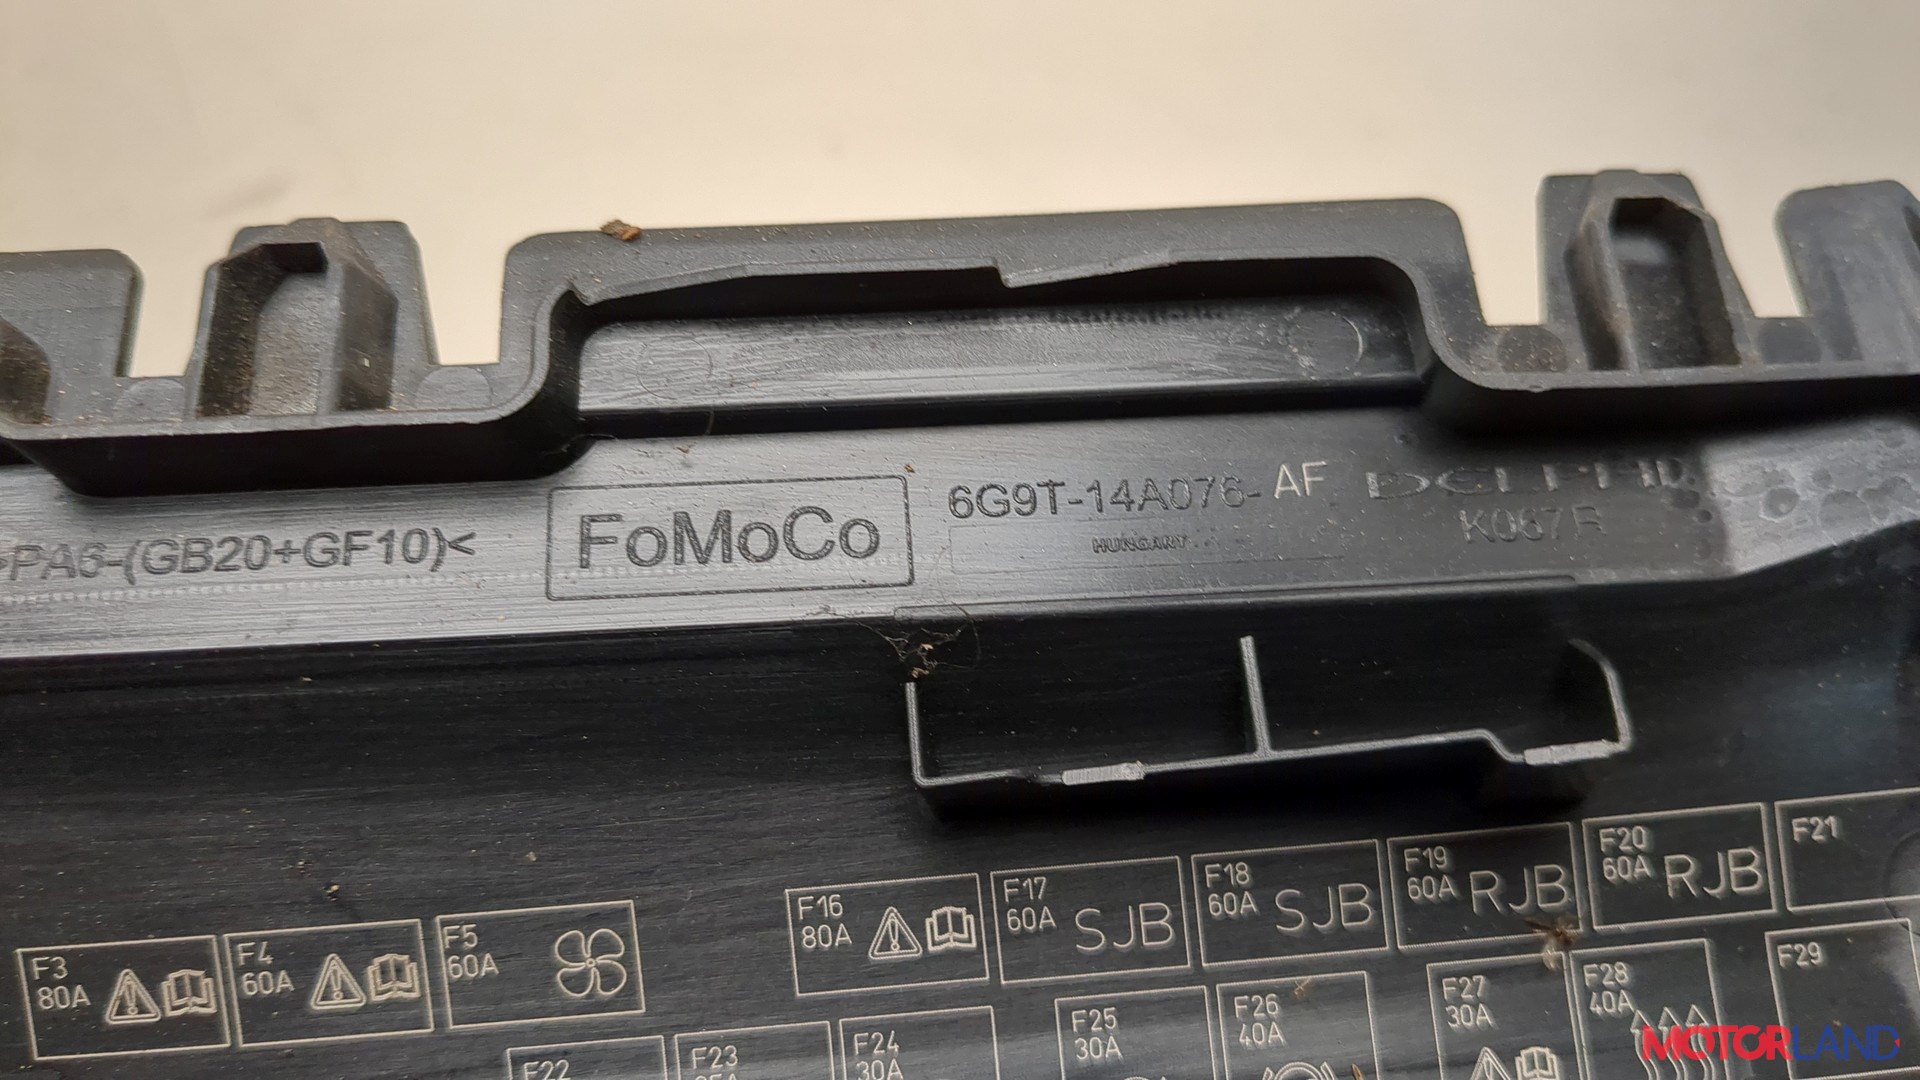 >PA6-(GB20+GF10)<
FoMoCo
6G9T-14A076-AF DELPHI
HUNGARY
F3
80A
F4
60A
F5
60A
F16
80A
F17
60A SJB
F18
60A SJB
F19
60A RJB
F20
60A RJB
F21
F22
F23
F24
30A
F25
30A
F26
40A
F27
30A
F28
40A
F29
MOTORLAND